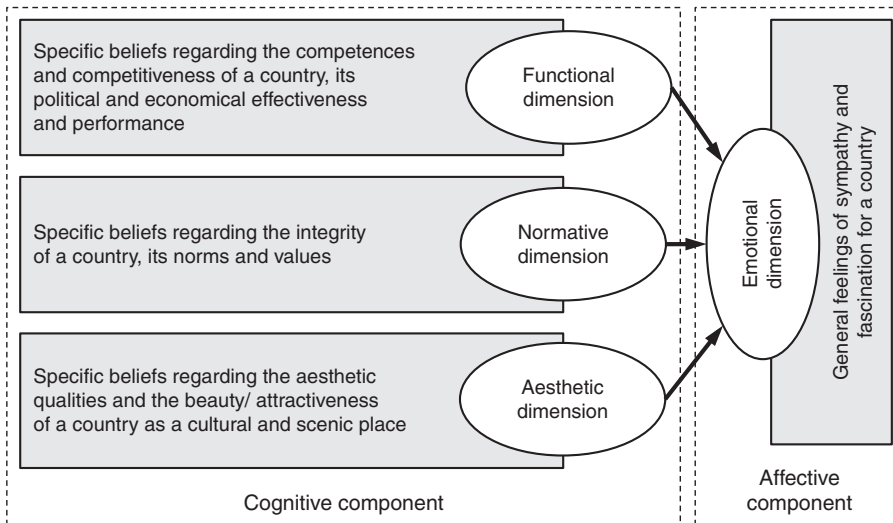 Specific beliefs regarding the competences
and competitiveness of a country, its
political and economical effectiveness
and performance
Functional
dimension
Specific beliefs regarding the integrity
of a country, its norms and values
Normative
dimension
Specific beliefs regarding the aesthetic
qualities and the beauty/ attractiveness
of a country as a cultural and scenic place
Aesthetic
dimension
Cognitive component
Emotional
dimension
General feelings of sympathy and
fascination for a country
Affective
component